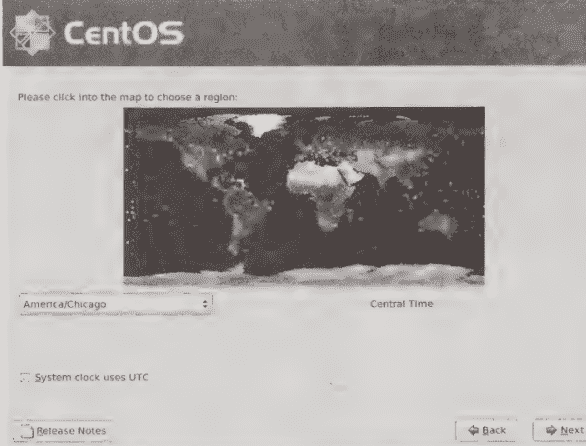 CentOS
Please click into the map to choose a region:
America/Chicago
Central Time
System clock uses UTC
Release Notes
Back
Next